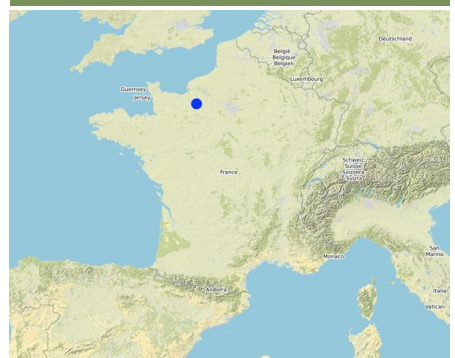 Deutschland
België
Belgique
Belgien
Luxembourg
Guernsey
Jersey
Schweiz
Suisse
Svizzera
Svizra
France
San
Marino
Monaco
Andorra
Italia
Vatican